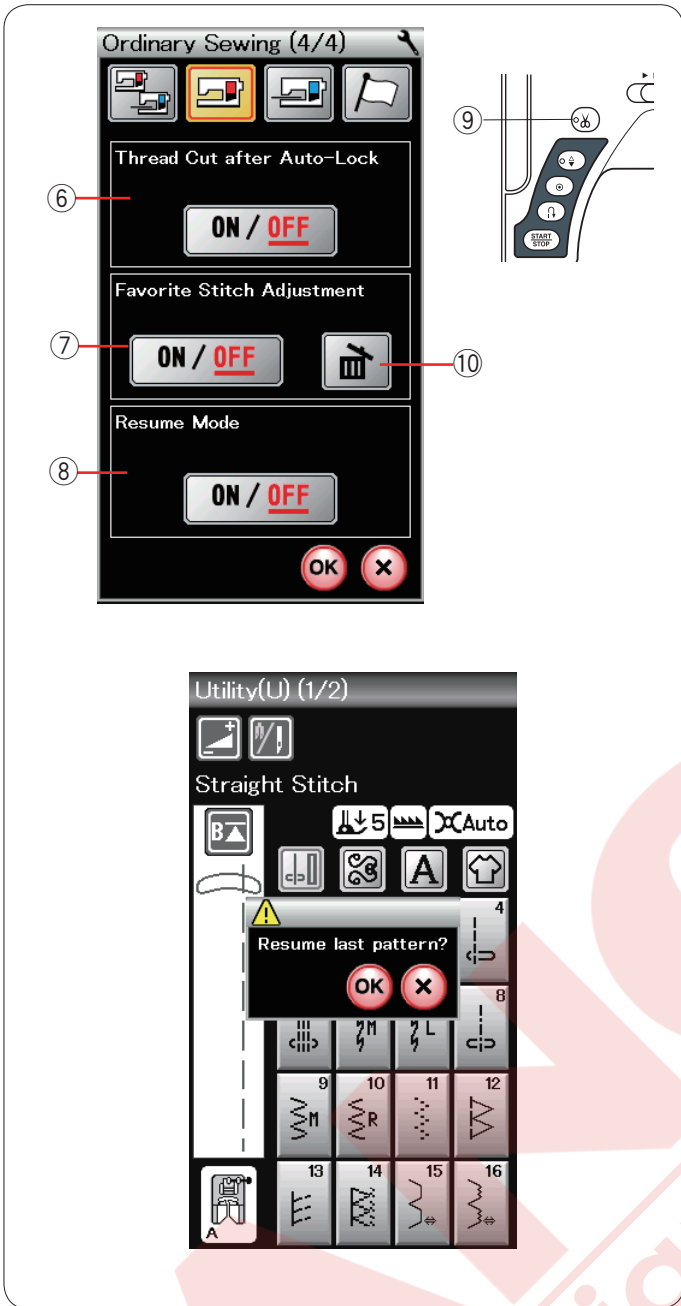 Ordinary Sewing (4/4)
Thread Cut after Auto-Lock
⑥
ON / OFF
Favorite Stitch Adjustment
⑦
ON / OFF
⑩
Resume Mode
⑧
ON / OFF
OK ×
⑨
START
STOP
Utility(U) (1/2)
Straight Stitch
B
5
Auto
A
4
Resume last pattern?
OK ×
8
M
L
9 10 11 12
M R
13 14 15 16
A